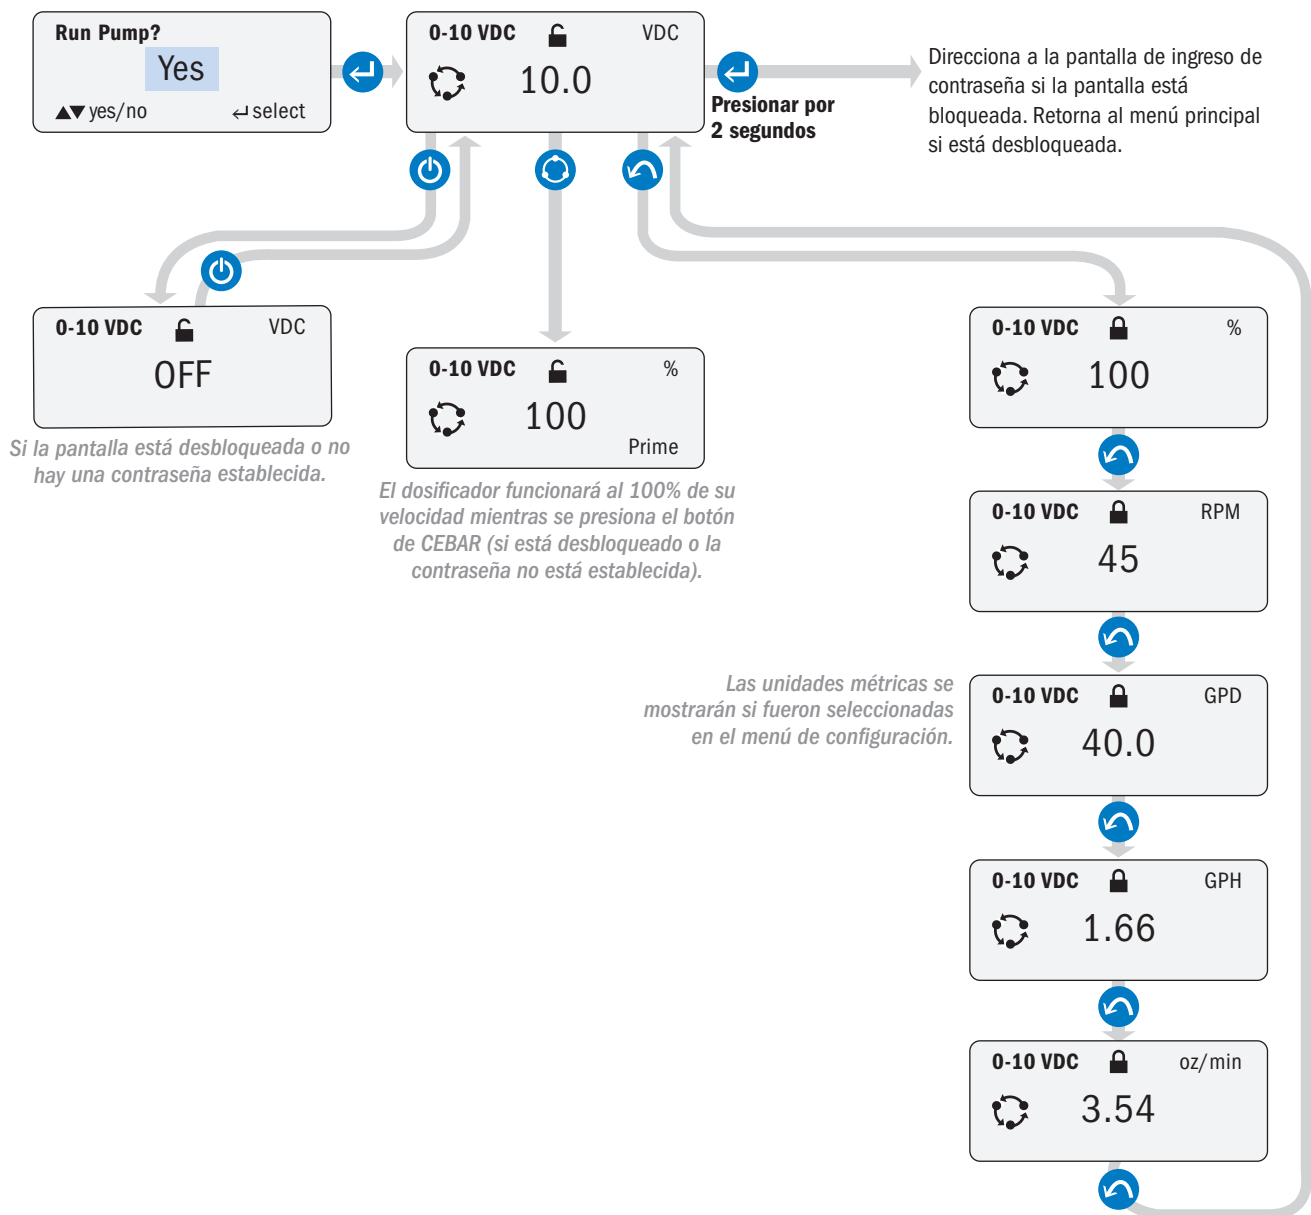 Run Pump?
Yes
▲▼ yes/no ↵ select
0-10 VDC VDC
10.0
Presionar por
2 segundos
Direcciona a la pantalla de ingreso de
contraseña si la pantalla está
bloqueada. Retorna al menú principal
si está desbloqueada.
0-10 VDC VDC
OFF
Si la pantalla está desbloqueada o no
hay una contraseña establecida.
0-10 VDC %
100
Prime
El dosificador funcionará al 100% de su
velocidad mientras se presiona el botón
de CEBAR (si está desbloqueado o la
contraseña no está establecida).
0-10 VDC %
100
0-10 VDC RPM
45
Las unidades métricas se
mostrarán si fueron seleccionadas
en el menú de configuración.
0-10 VDC GPD
40.0
0-10 VDC GPH
1.66
0-10 VDC oz/min
3.54